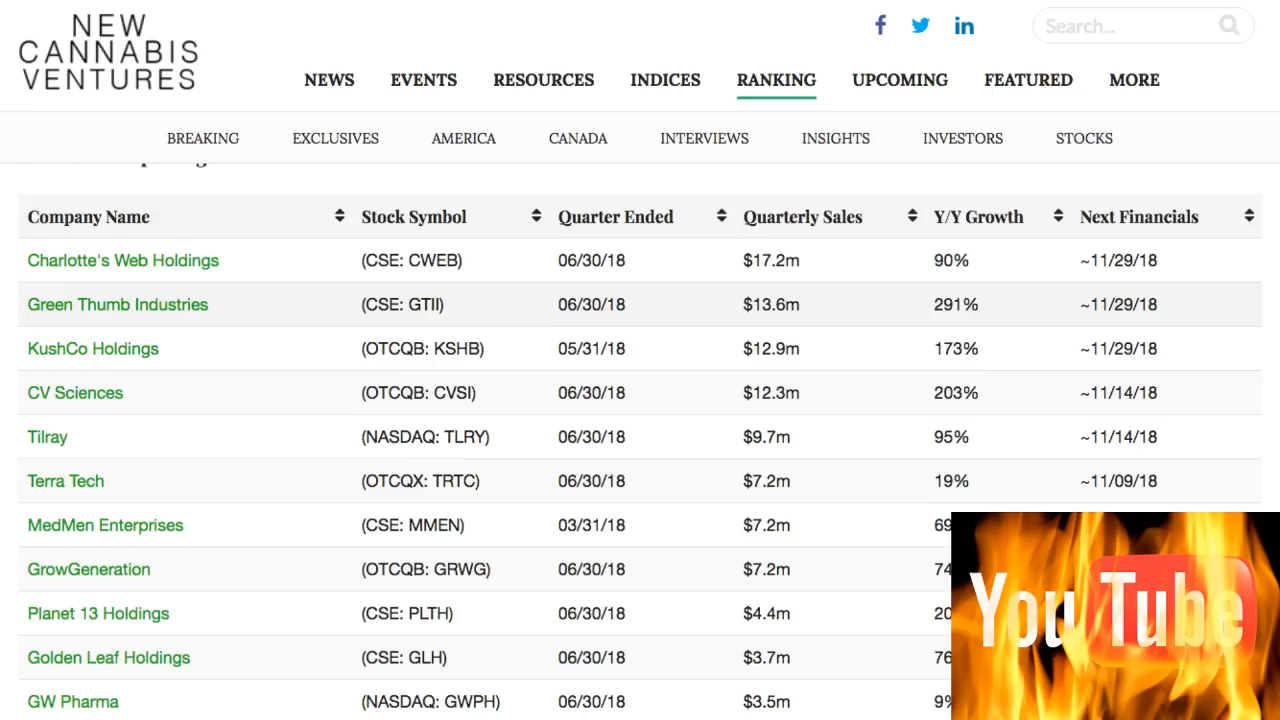 NEW
CANNABIS
VENTURES
Search...
NEWS EVENTS RESOURCES INDICES RANKING UPCOMING FEATURED MORE
BREAKING EXCLUSIVES AMERICA CANADA INTERVIEWS INSIGHTS INVESTORS STOCKS
Company Name Stock Symbol Quarter Ended Quarterly Sales Y/Y Growth Next Financials
Charlotte's Web Holdings (CSE: CWEB) 06/30/18 $17.2m 90% ~11/29/18
Green Thumb Industries (CSE: GTII) 06/30/18 $13.6m 291% ~11/29/18
KushCo Holdings (OTCQB: KSHB) 05/31/18 $12.9m 173% ~11/29/18
CV Sciences (OTCQB: CVSI) 06/30/18 $12.3m 203% ~11/14/18
Tilray (NASDAQ: TLRY) 06/30/18 $9.7m 95% ~11/14/18
Terra Tech (OTCQX: TRTC) 06/30/18 $7.2m 19% ~11/09/18
MedMen Enterprises (CSE: MMEN) 03/31/18 $7.2m
GrowGeneration (OTCQB: GRWG) 06/30/18 $7.2m
Planet 13 Holdings (CSE: PLTH) 06/30/18 $4.4m
Golden Leaf Holdings (CSE: GLH) 06/30/18 $3.7m
GW Pharma (NASDAQ: GWPH) 06/30/18 $3.5m
YouTube